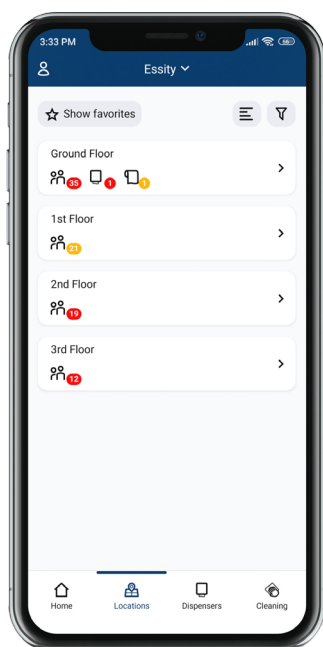 3:33 PM
56
Essity
Show favorites
Ground Floor
35 1 1
1st Floor
21
2nd Floor
19
3rd Floor
12
Home Locations Dispensers Cleaning